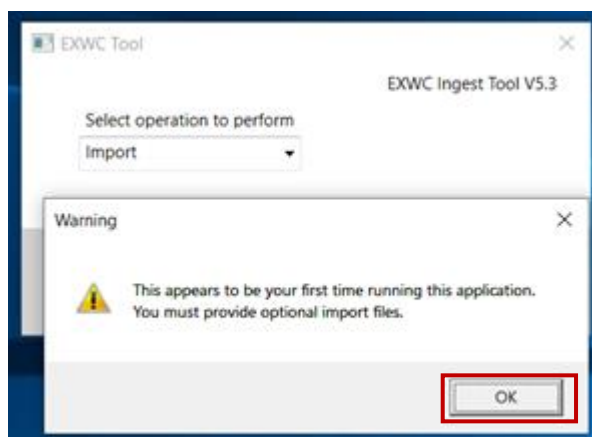 EXWC Tool
EXWC Ingest Tool V5.3
Select operation to perform
Import
Warning
This appears to be your first time running this application.
You must provide optional import files.
OK